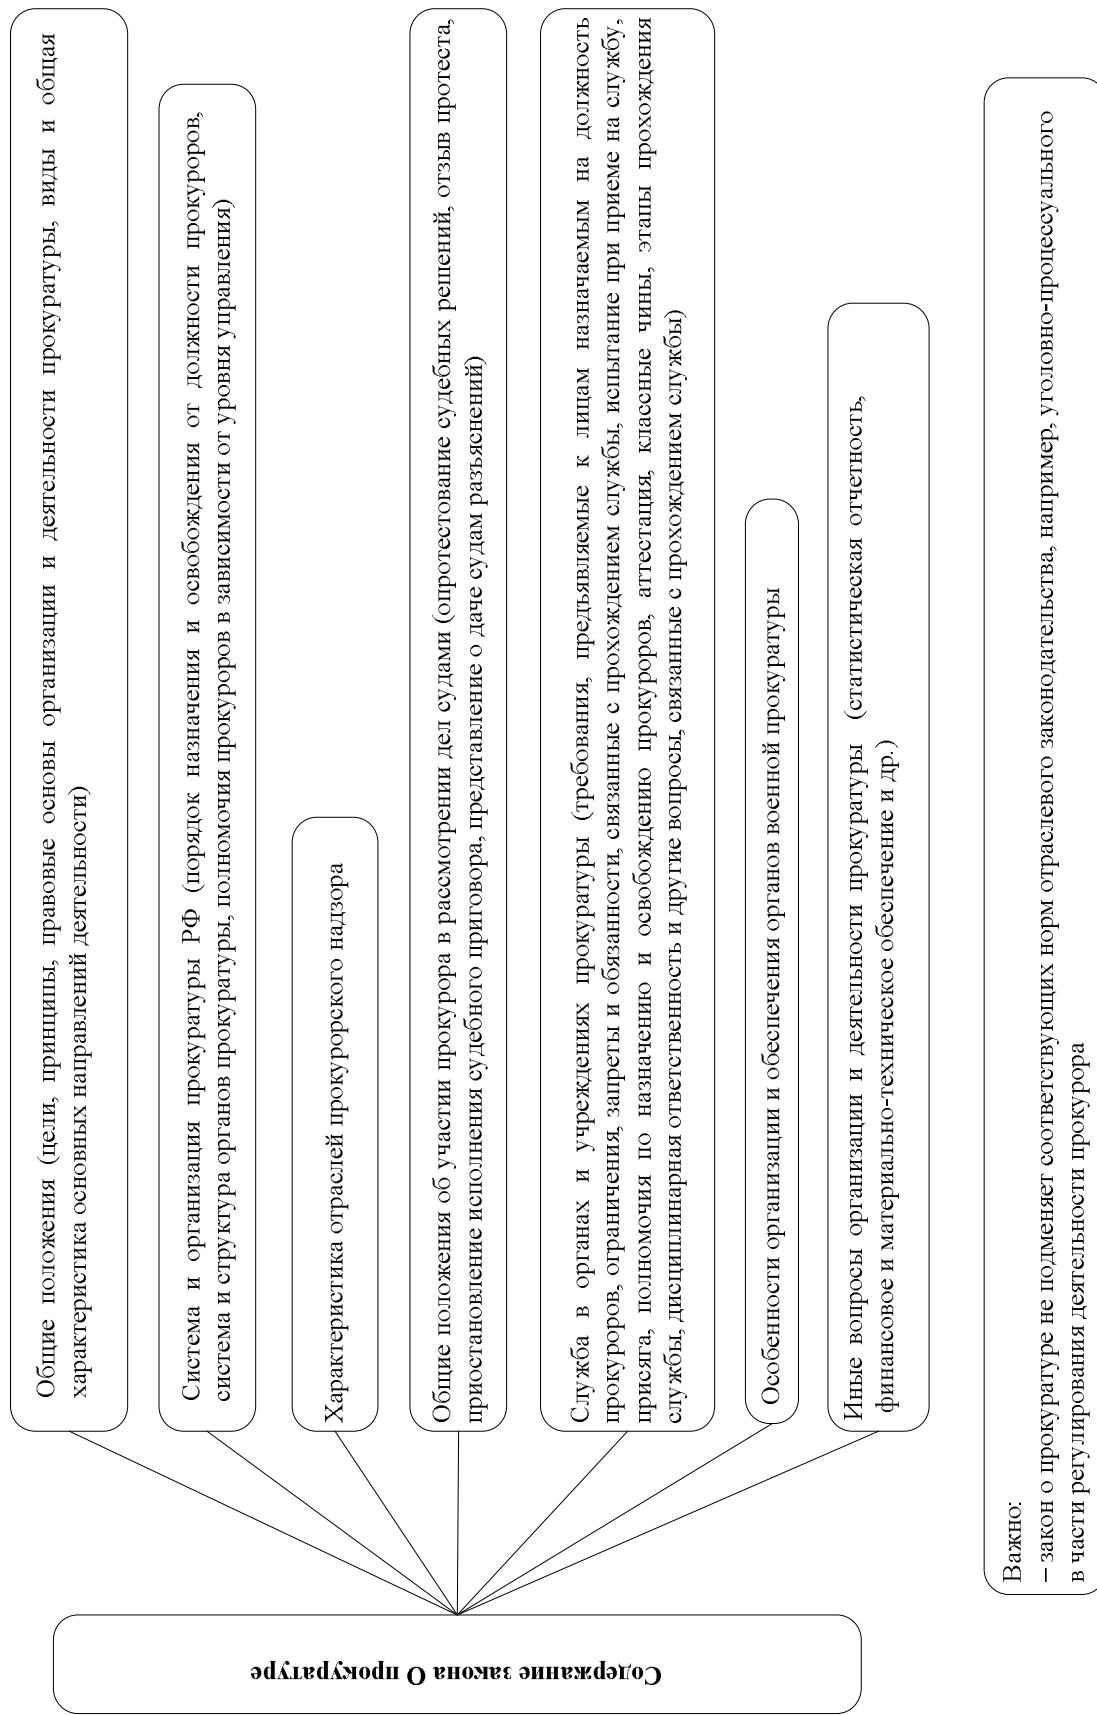 Содержание закона О прокуратуре
Общие положения (цели, принципы, правовые основы организации и деятельности прокуратуры, виды и общая
характеристика основных направлений деятельности)
Система и организация прокуратуры РФ (порядок назначения и освобождения от должности прокуроров,
система и структура органов прокуратуры, полномочия прокуроров в зависимости от уровня управления)
Характеристика отраслей прокурорского надзора
Общие положения об участии прокурора в рассмотрении дел судами (опротестование судебных решений, отзыв протеста,
приостановление исполнения судебного приговора, представление о даче судам разъяснений)
Служба в органах и учреждениях прокуратуры (требования, предъявляемые к лицам назначаемым на должность
прокуроров, ограничения, запреты и обязанности, связанные с прохождением службы, испытание при приеме на службу,
присяга, полномочия по назначению и освобождению прокуроров, аттестация, классные чины, этапы прохождения
службы, дисциплинарная ответственность и другие вопросы, связанные с прохождением службы)
Особенности организации и обеспечения органов военной прокуратуры
Иные вопросы организации и деятельности прокуратуры (статистическая отчетность,
финансовое и материально-техническое обеспечение и др.)
Важно:
– закон о прокуратуре не подменяет соответствующих норм отраслевого законодательства, например, уголовно-процессуального
в части регулирования деятельности прокурора